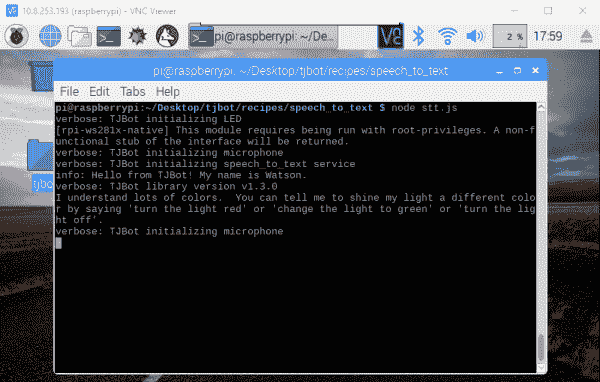 10.8.253.193 (raspberrypi) - VNC Viewer
pi@raspberrypi: ~/De...
2 %
17:59
pi@raspberrypi: ~/Desktop/tjbot/recipes/speech_to_text
File Edit Tabs Help
pi@raspberrypi:~/Desktop/tjbot/recipes/speech_to_text $ node stt.js
verbose: TJBot initializing LED
[rpi-ws281x-native] This module requires being run with root-privileges. A non-f
unctional stub of the interface will be returned.
verbose: TJBot initializing microphone
verbose: TJBot initializing speech_to_text service
info: Hello from TJBot! My name is Watson.
verbose: TJBot library version v1.3.0
I understand lots of colors.  You can tell me to shine my light a different colo
r by saying 'turn the light red' or 'change the light to green' or 'turn the lig
ht off'.
verbose: TJBot initializing microphone